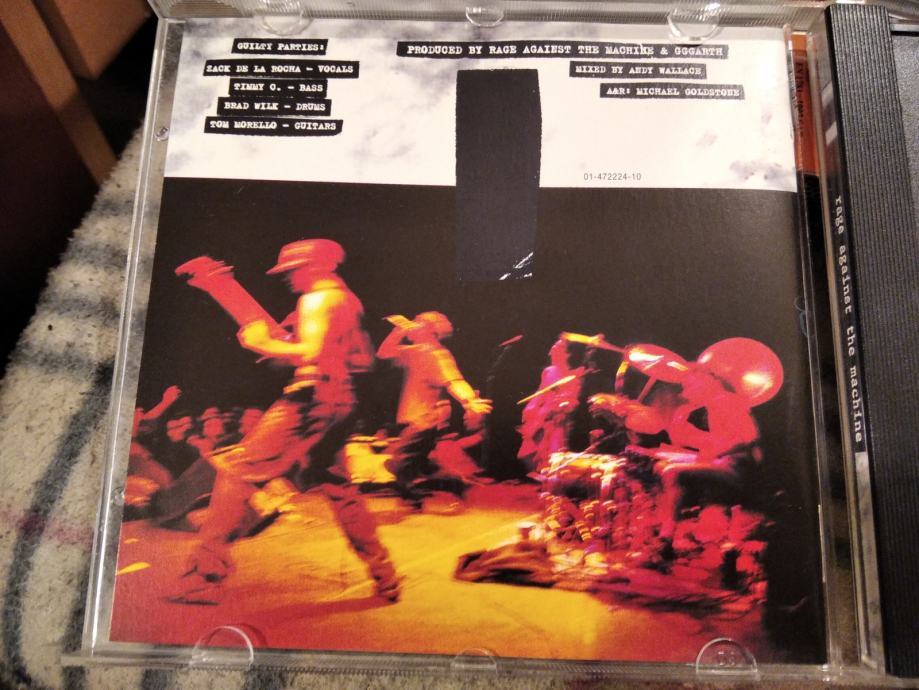 GUILTY PARTIES:
ZACK DE LA ROCHA - VOCALS
TIMMY C. - BASS
BRAD WILK - DRUMS
TOM MORELLO - GUITARS
PRODUCED BY RAGE AGAINST THE MACHINE & GGGARTH
MIXED BY ANDY WALLACE
A&R: MICHAEL GOLDSTONE
01-472224-10
rage against the machine